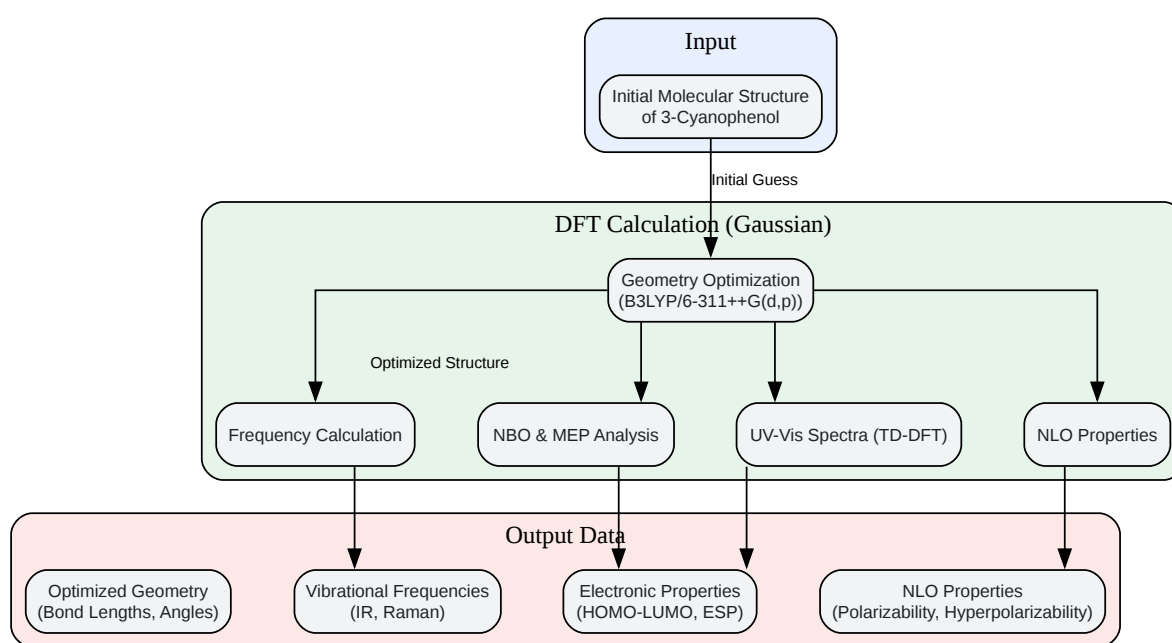 Input
Initial Molecular Structure
of 3-Cyanophenol
Initial Guess
DFT Calculation (Gaussian)
Geometry Optimization
(B3LYP/6-311++G(d,p))
Optimized Structure
Frequency Calculation
NBO & MEP Analysis
UV-Vis Spectra (TD-DFT)
NLO Properties
Output Data
Optimized Geometry
(Bond Lengths, Angles)
Vibrational Frequencies
(IR, Raman)
Electronic Properties
(HOMO-LUMO, ESP)
NLO Properties
(Polarizability, Hyperpolarizability)